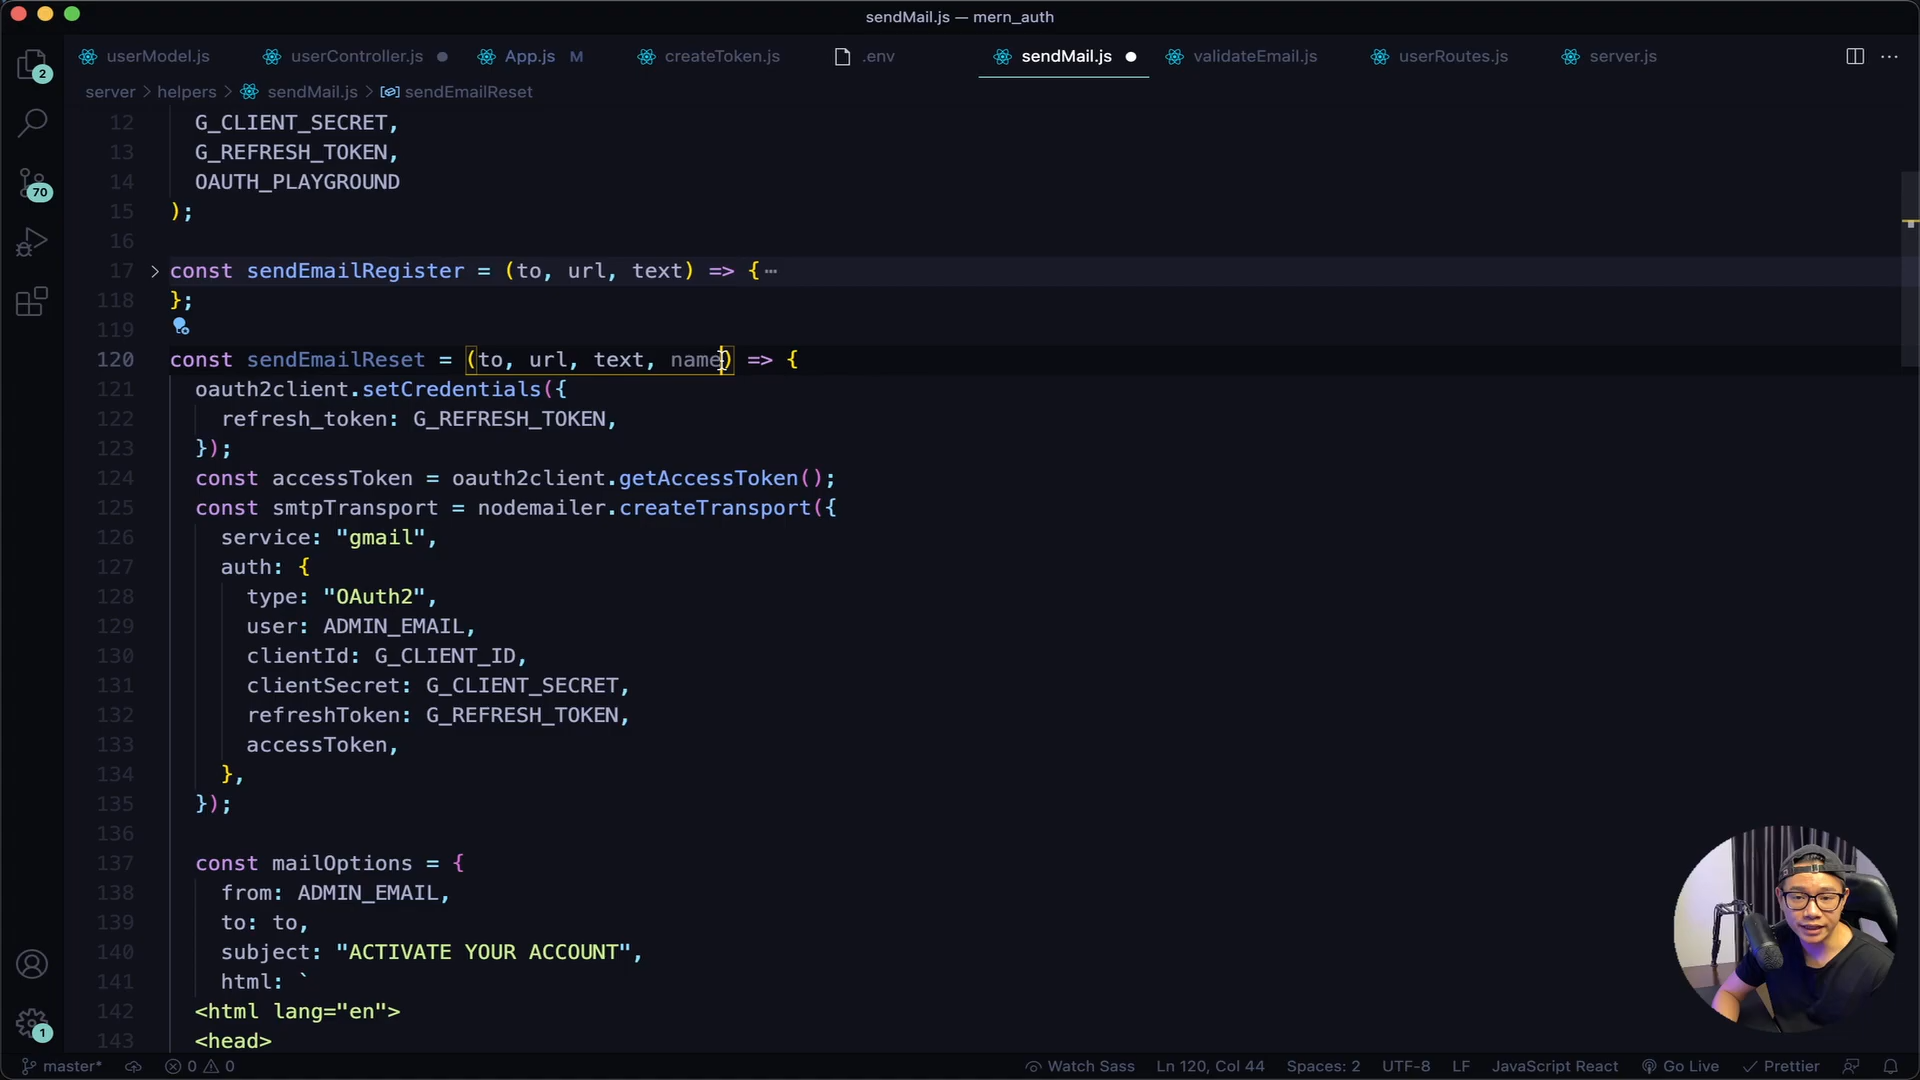 sendMail.js — mern_auth
userModel.js userController.js App.js M createToken.js .env sendMail.js validateEmail.js userRoutes.js server.js
server > helpers > sendMail.js > sendEmailReset
12 G_CLIENT_SECRET,
13 G_REFRESH_TOKEN,
14 OAUTH_PLAYGROUND
15 );
16
17 const sendEmailRegister = (to, url, text) => { ⋯
118 };
119
120 const sendEmailReset = (to, url, text, name) => {
121 oauth2client.setCredentials({
122 refresh_token: G_REFRESH_TOKEN,
123 });
124 const accessToken = oauth2client.getAccessToken();
125 const smtpTransport = nodemailer.createTransport({
126 service: "gmail",
127 auth: {
128 type: "OAuth2",
129 user: ADMIN_EMAIL,
130 clientId: G_CLIENT_ID,
131 clientSecret: G_CLIENT_SECRET,
132 refreshToken: G_REFRESH_TOKEN,
133 accessToken,
134 },
135 });
136
137 const mailOptions = {
138 from: ADMIN_EMAIL,
139 to: to,
140 subject: "ACTIVATE YOUR ACCOUNT",
141 html: `
142 <html lang="en">
143 <head>
2
70
1
master* 0 0 Watch Sass Ln 120, Col 44 Spaces: 2 UTF-8 LF JavaScript React Go Live Prettier